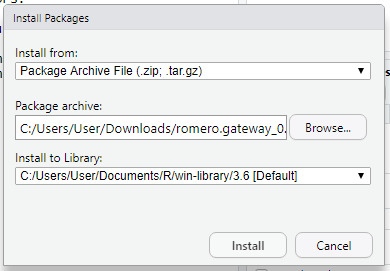 Install Packages
Install from:
Package Archive File (.zip; .tar.gz)
Package archive:
C:/Users/User/Downloads/romero.gateway_0.
Browse...
Install to Library:
C:/Users/User/Documents/R/win-library/3.6 [Default]
Install
Cancel